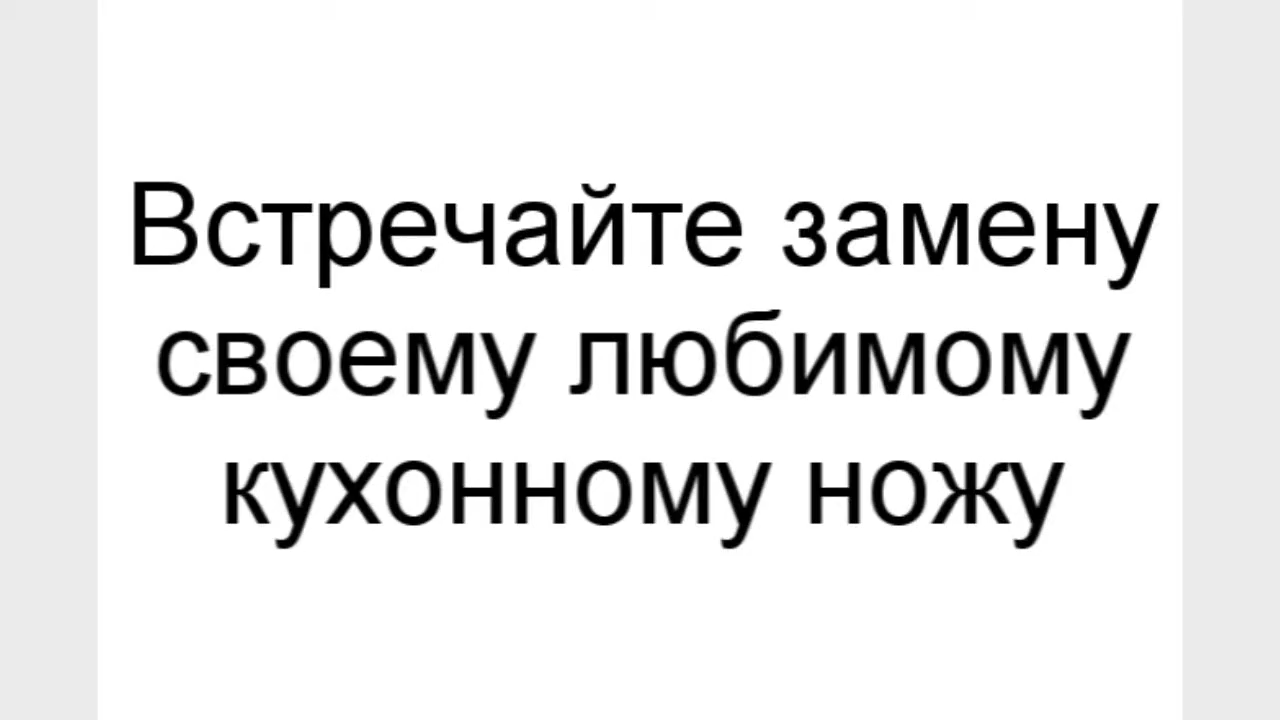 Встречайте замену
своему любимому
кухонному ножу